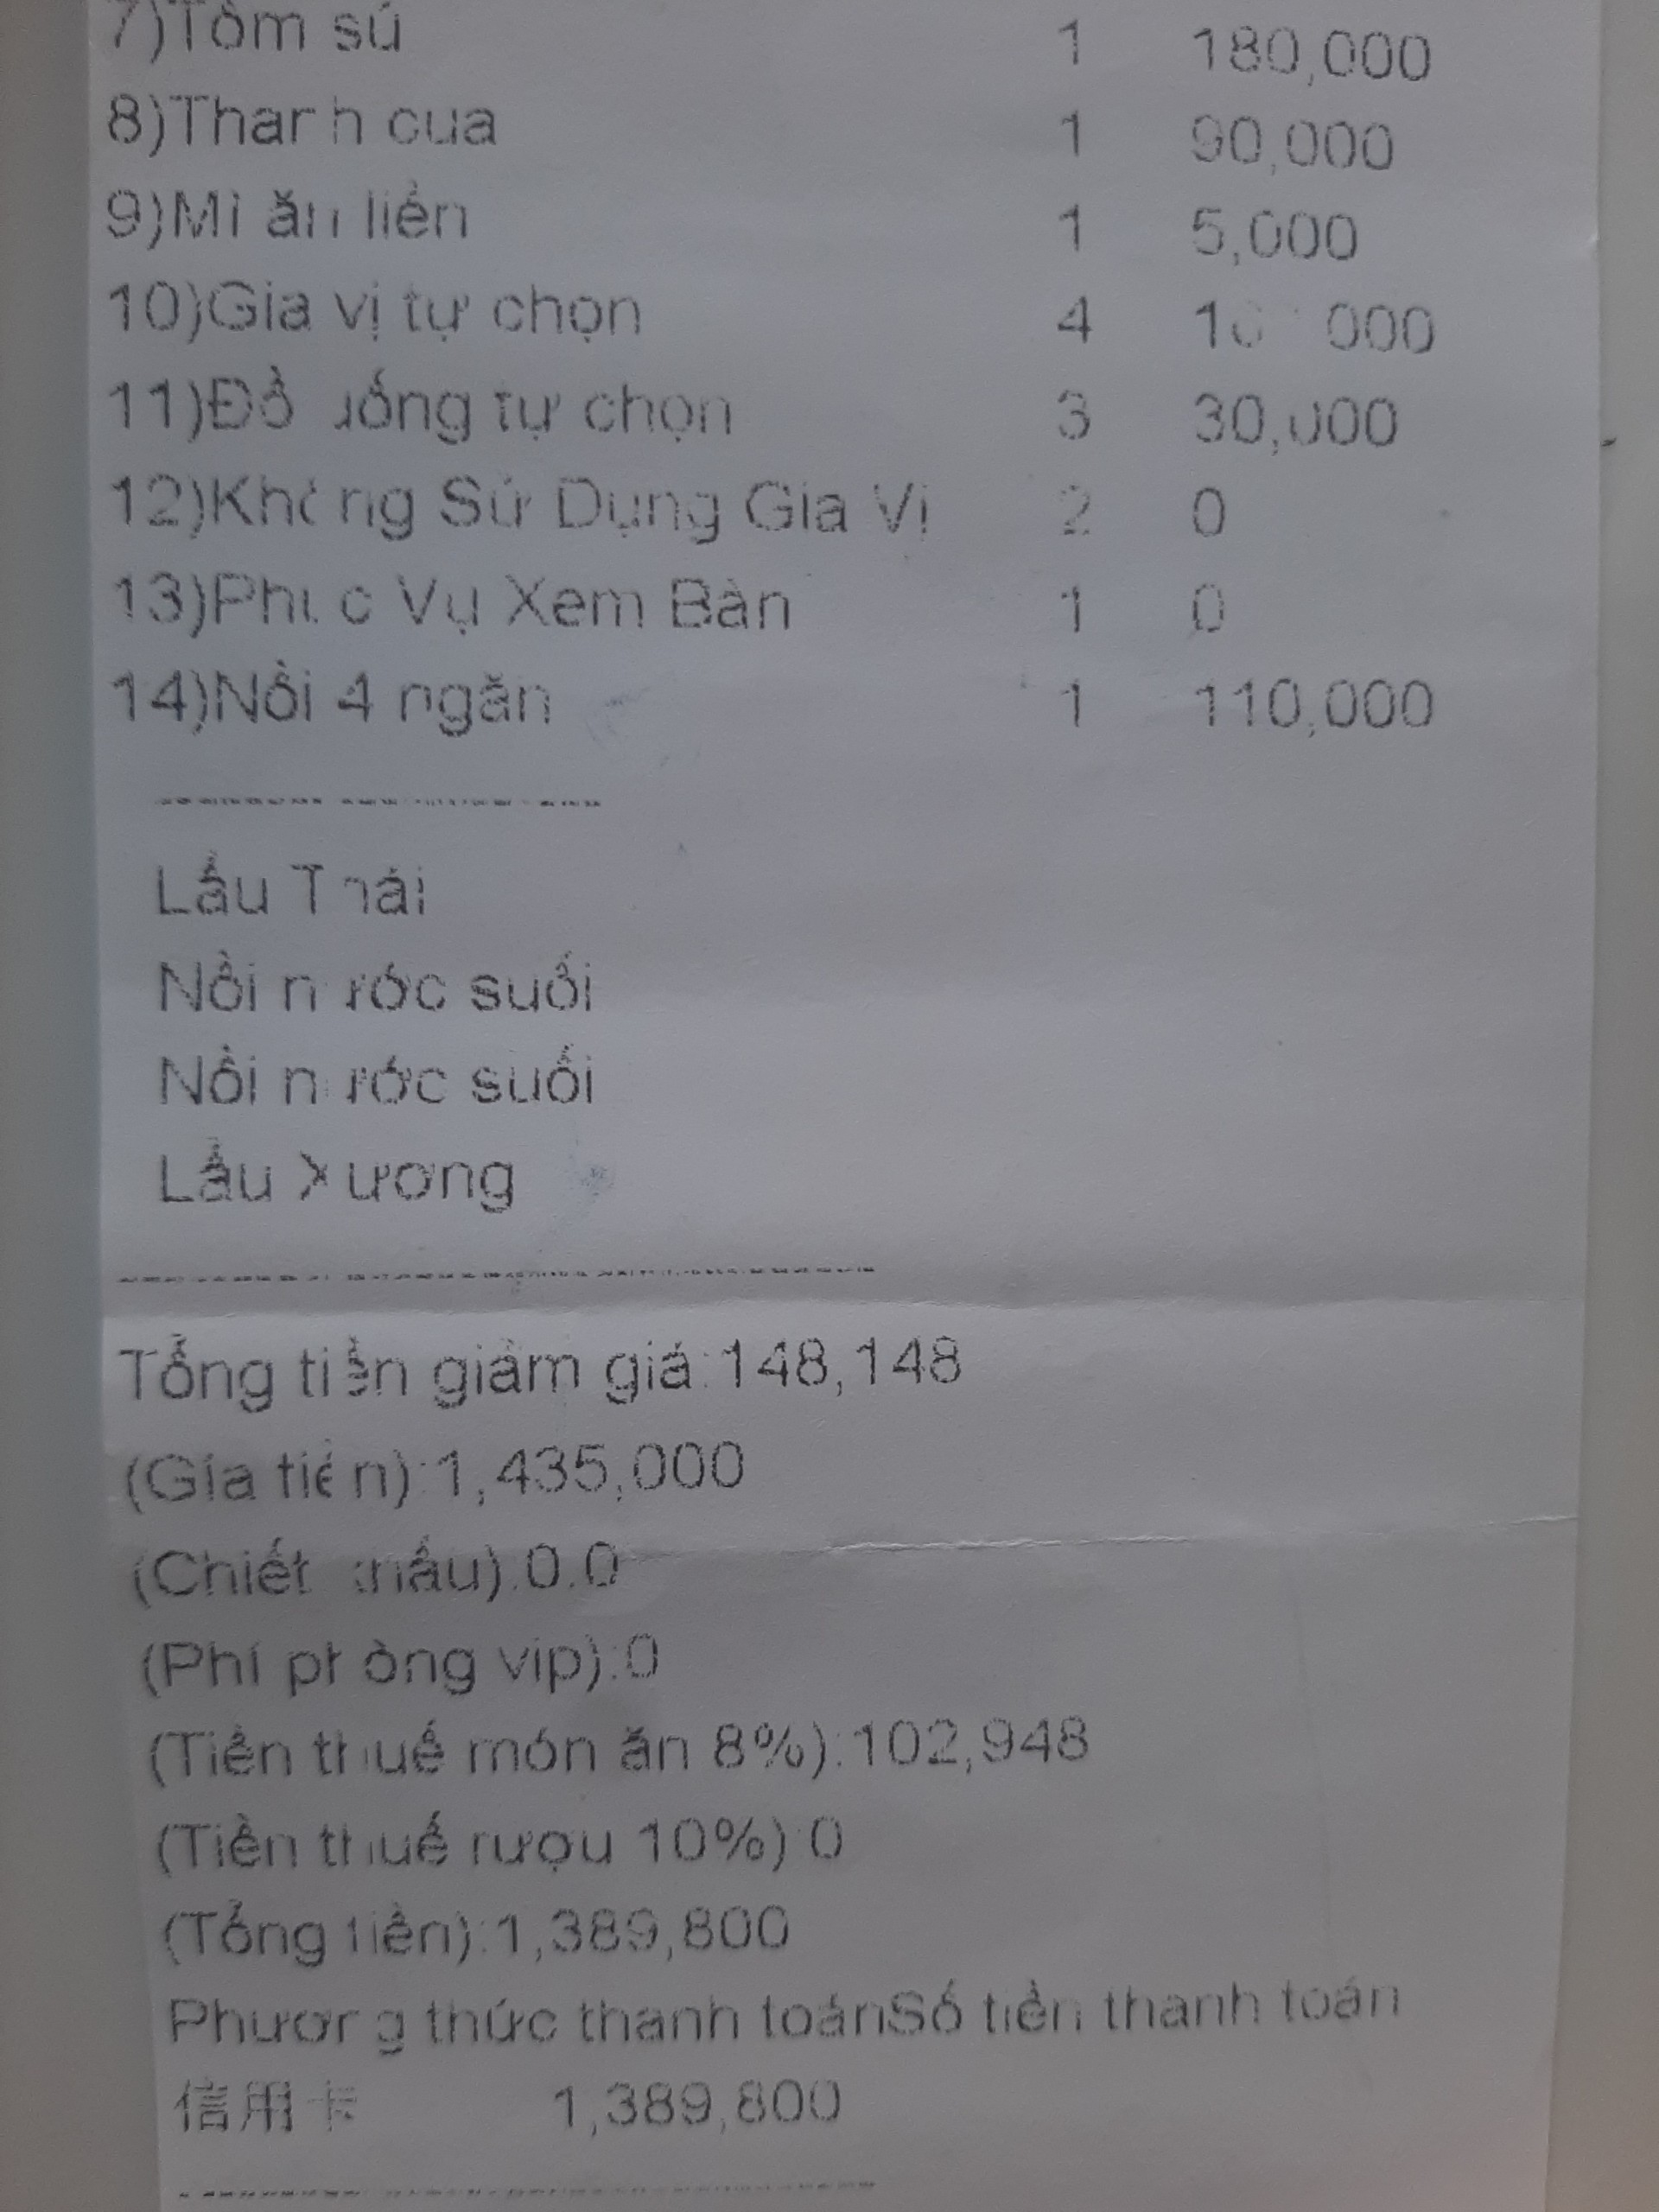 7)Tôm sú 1 180,000
8)Thanh cua 1 90,000
9)Mì ăn liền 1 5,000
10)Gia vị tự chọn 4
11)Đồ uống tự chọn 3 30,000
12)Không Sử Dụng Gia Vị 2 0
13)Phục Vụ Xem Bàn 1 0
14)Nồi 4 ngăn 1 110,000
Lẩu Thái
Nồi nước suối
Nồi nước suối
Lẩu Xương
Tổng tiền giảm giá:148,148
(Gía tiền):1,435,000
(Chiết khấu):0.0
(Phí phòng vip):0
(Tiền thuế món ăn 8%):102,948
(Tiền thuế rượu 10%):0
(Tổng tiền):1,389,800
Phương thức thanh toánSố tiền thanh toán
信用卡 1,389,800